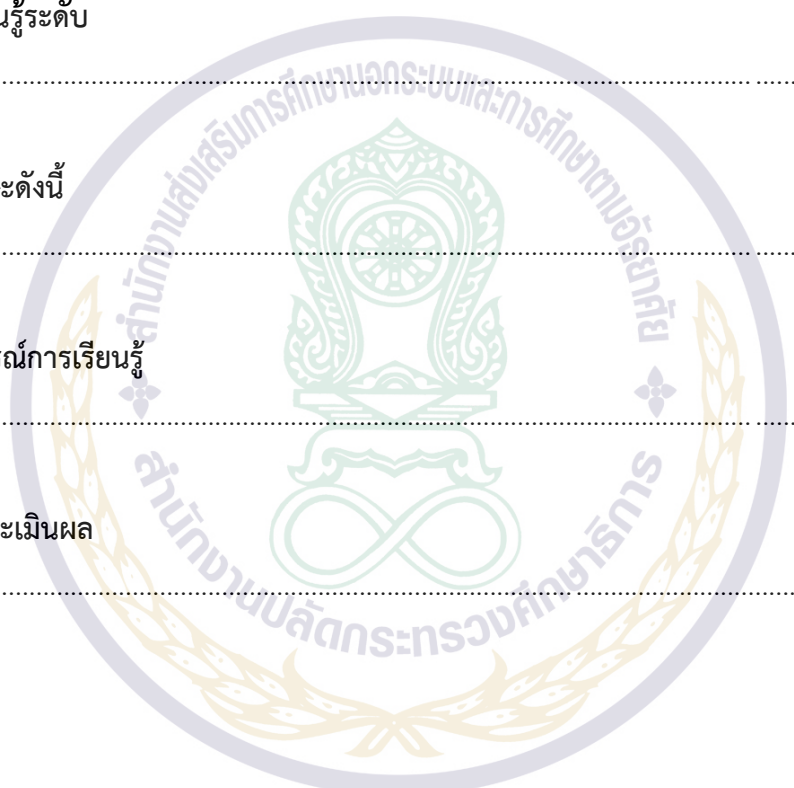 นรู้ระดับ
ะดังนี้
รณ์การเรียนรู้
ะเมินผล
สำนักงานส่งเสริมการศึกษานอกระบบและการศึกษาตามอัธยาศัย
สำนักงานปลัดกระทรวงศึกษาธิการ